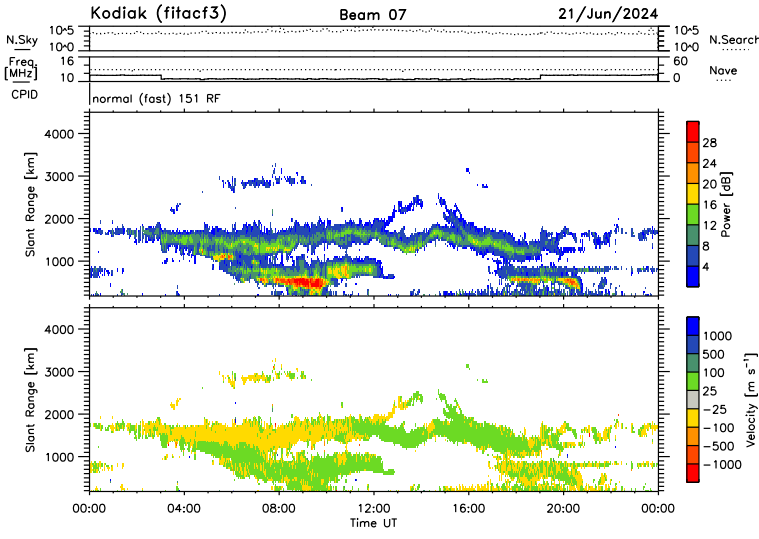 Kodiak (fitacf3) Beam 07 21/Jun/2024
N.Sky 10^5 10^0 10^5 10^0 N.Search
Freq. [MHz] 16 10 60 0 Nave
CPID normal (fast) 151 RF
Slant Range [km] 4000 3000 2000 1000
28 24 20 16 12 8 4 Power [dB]
Slant Range [km] 4000 3000 2000 1000
1000 500 100 25 -25 -100 -500 -1000 Velocity [m s^-1]
00:00 04:00 08:00 12:00 16:00 20:00 00:00
Time UT